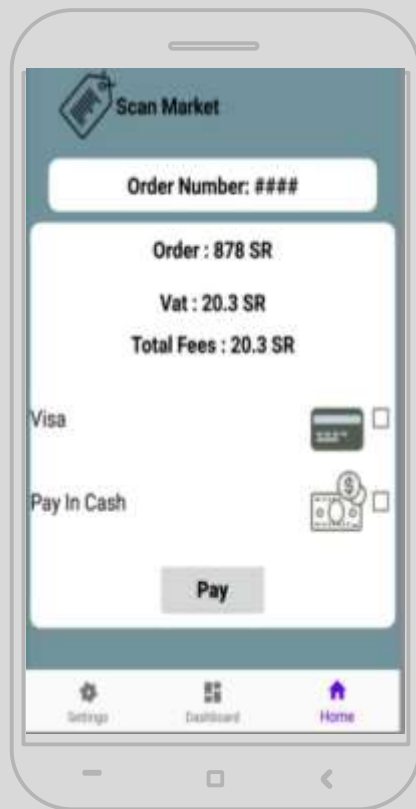 Scan Market
Order Number: ####
Order : 878 SR
Vat : 20.3 SR
Total Fees : 20.3 SR
Visa
Pay In Cash
Pay
Settings Dashboard Home